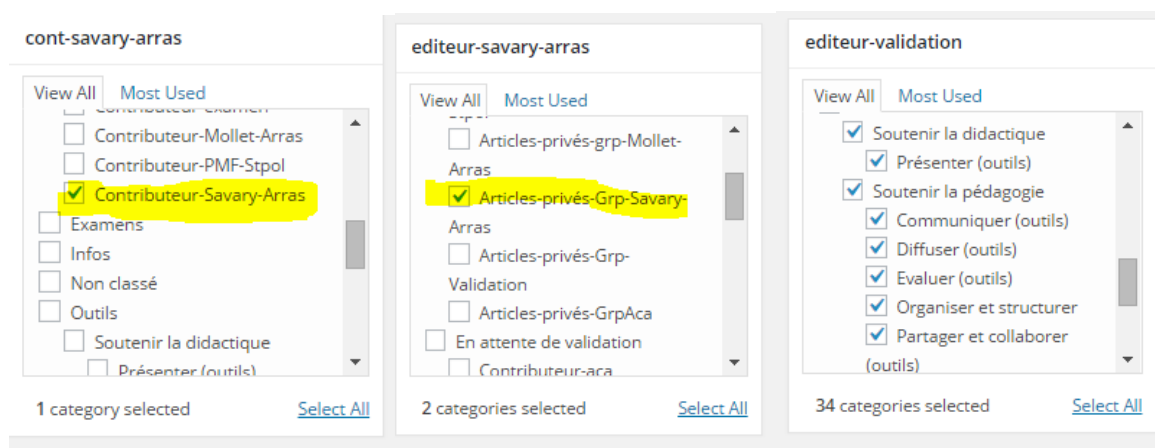 cont-savary-arras
View All Most Used
Contributeur-Examen
Contributeur-Mollet-Arras
Contributeur-PMF-Stpol
Contributeur-Savary-Arras
Examens
Infos
Non classé
Outils
Soutenir la didactique
Présenter (outils)
1 category selected Select All
editeur-savary-arras
View All Most Used
Stpol
Articles-privés-grp-Mollet-
Arras
Articles-privés-Grp-Savary-
Arras
Articles-privés-Grp-
Validation
Articles-privés-GrpAca
En attente de validation
Contributeur-aca
2 categories selected Select All
editeur-validation
View All Most Used
Soutenir la didactique
Présenter (outils)
Soutenir la pédagogie
Communiquer (outils)
Diffuser (outils)
Evaluer (outils)
Organiser et structurer
Partager et collaborer
(outils)
34 categories selected Select All